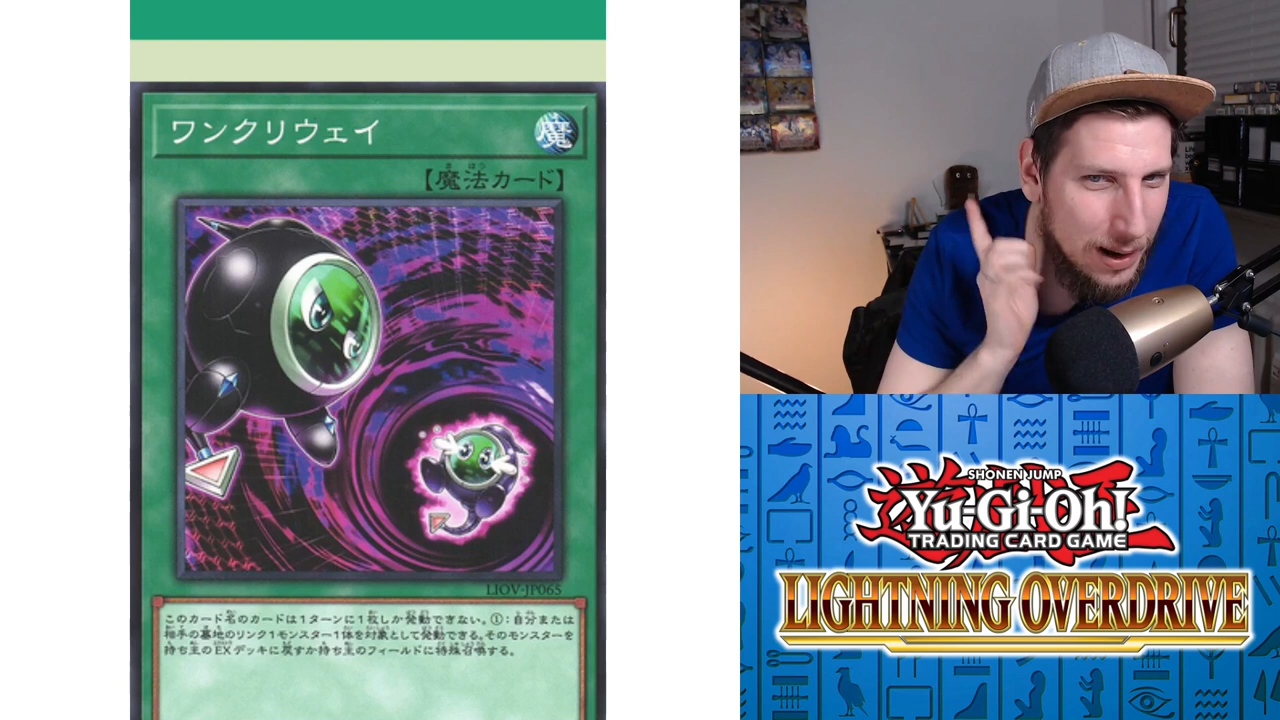 ワンクリウェイ
魔
【魔法カード】
LIOV-JP065
このカード名のカードは1ターンに1枚しか発動できない。①：自分または
相手の墓地のリンク1モンスター1体を対象として発動できる。そのモンスターを
持ち主のEXデッキに戻すか持ち主のフィールドに特殊召喚する。
SHONEN JUMP
Yu-Gi-Oh!
TRADING CARD GAME
LIGHTNING OVERDRIVE